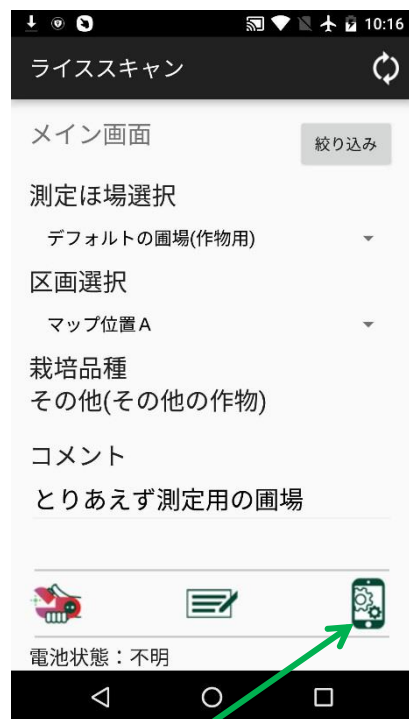 10:16
ライススキャン
メイン画面
絞り込み
測定ほ場選択
デフォルトの圃場(作物用)
区画選択
マップ位置A
栽培品種
その他(その他の作物)
コメント
とりあえず測定用の圃場
電池状態：不明